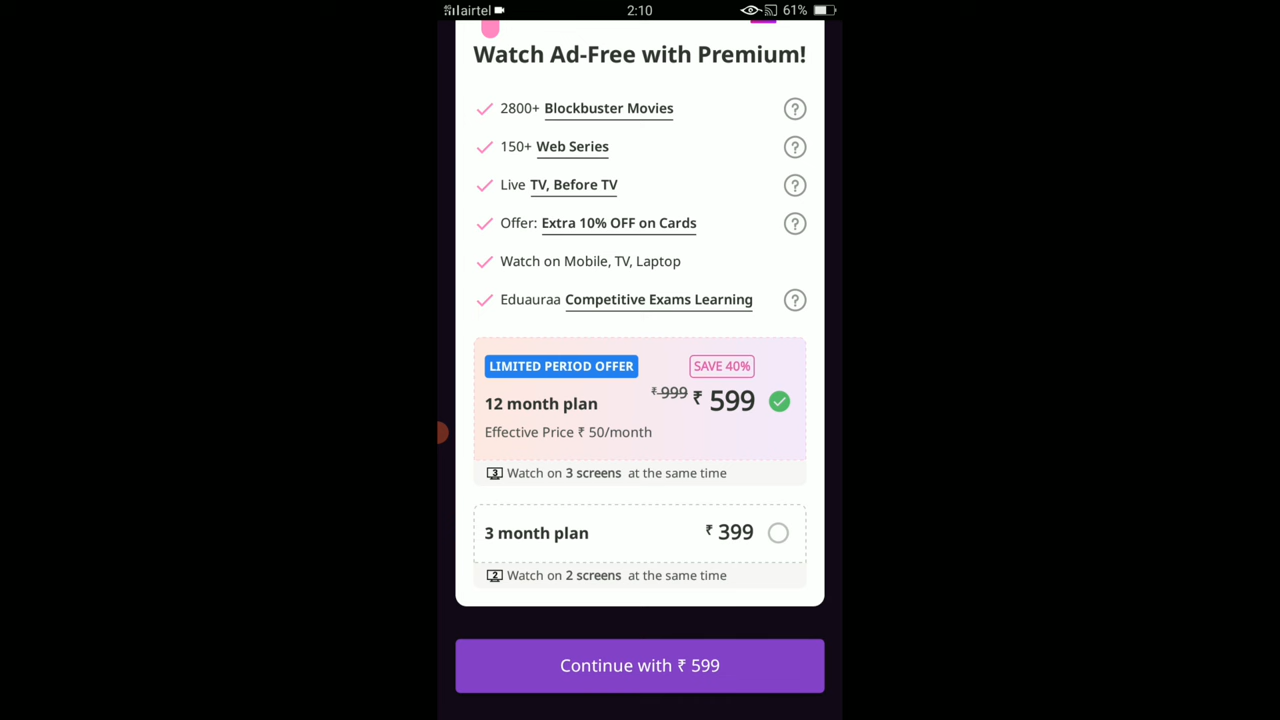 airtel 2:10 61%
Watch Ad-Free with Premium!
2800+ Blockbuster Movies ?
150+ Web Series ?
Live TV, Before TV ?
Offer: Extra 10% OFF on Cards ?
Watch on Mobile, TV, Laptop
Eduauraa Competitive Exams Learning ?
LIMITED PERIOD OFFER SAVE 40%
12 month plan ₹ 999 ₹ 599
Effective Price ₹ 50/month
3 Watch on 3 screens at the same time
3 month plan ₹ 399
2 Watch on 2 screens at the same time
Continue with ₹ 599